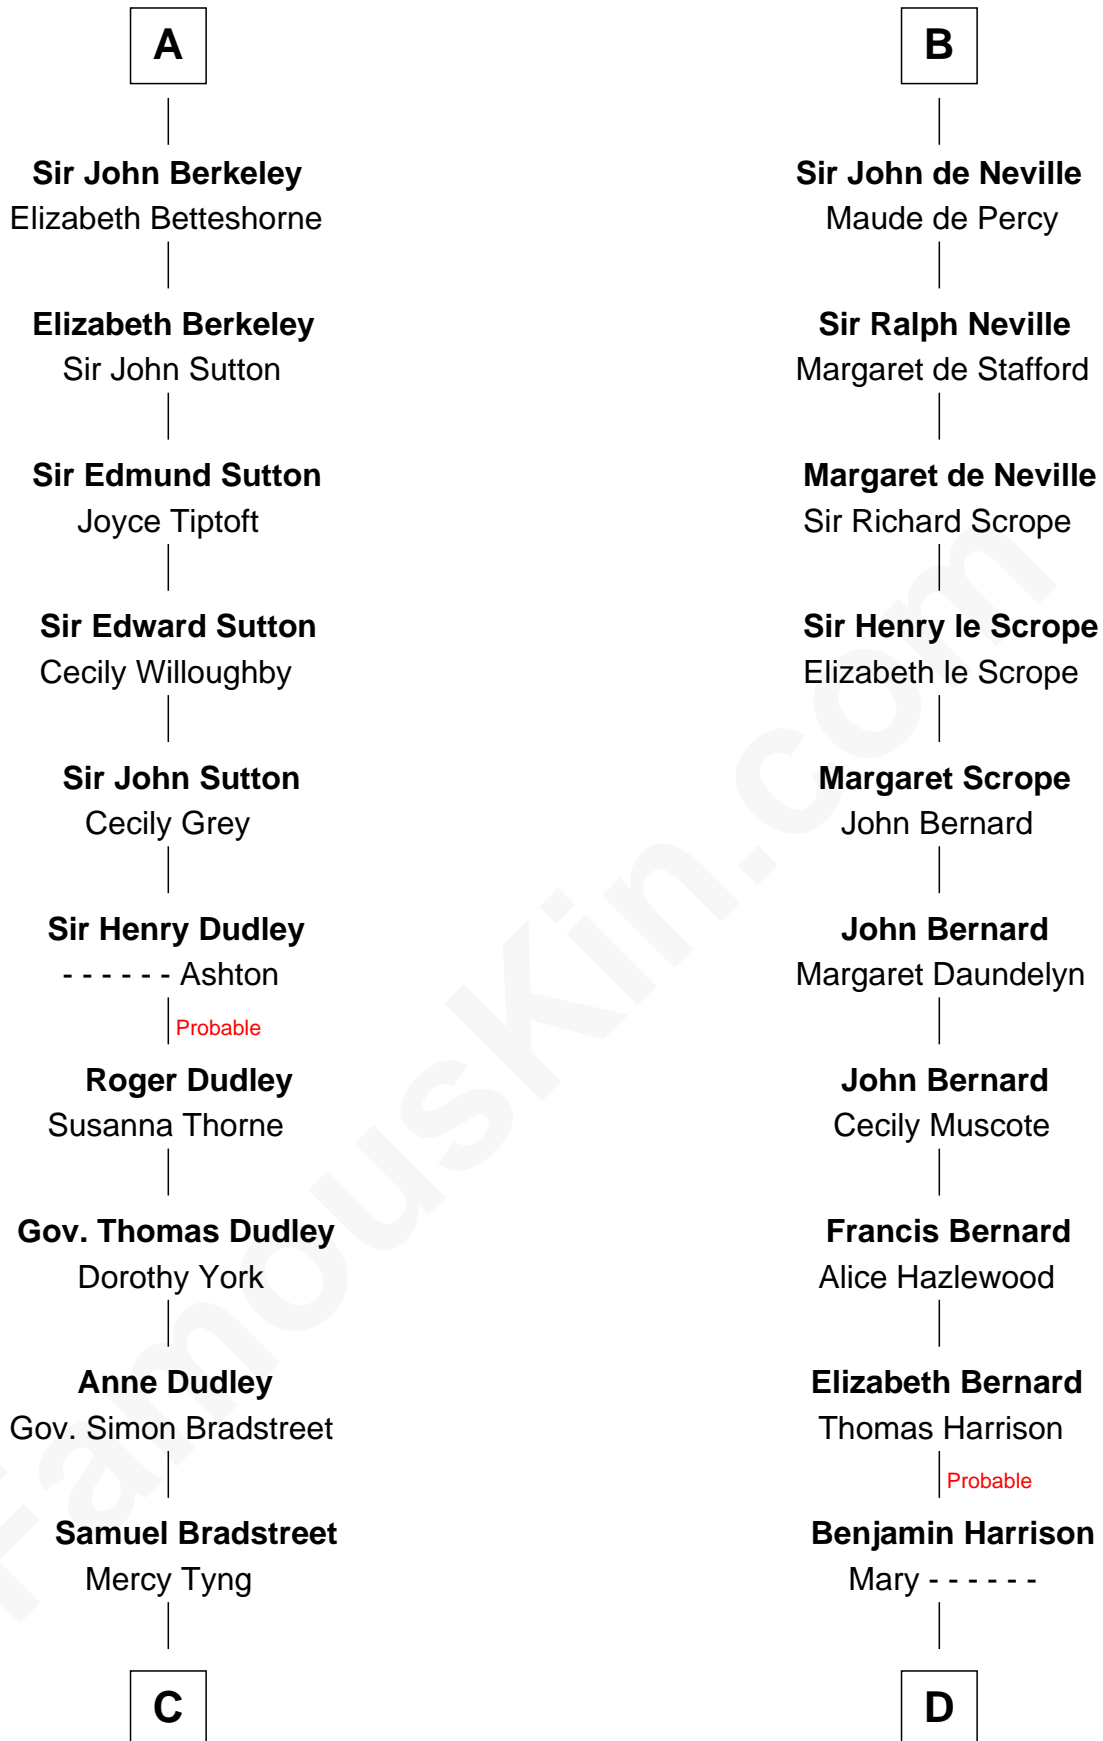 A
Sir John Berkeley
Elizabeth Betteshorne
Elizabeth Berkeley
Sir John Sutton
Sir Edmund Sutton
Joyce Tiptoft
Sir Edward Sutton
Cecily Willoughby
Sir John Sutton
Cecily Grey
Sir Henry Dudley
- - - - - - Ashton
Probable
Roger Dudley
Susanna Thorne
Gov. Thomas Dudley
Dorothy York
Anne Dudley
Gov. Simon Bradstreet
Samuel Bradstreet
Mercy Tyng
C
B
Sir John de Neville
Maude de Percy
Sir Ralph Neville
Margaret de Stafford
Margaret de Neville
Sir Richard Scrope
Sir Henry le Scrope
Elizabeth le Scrope
Margaret Scrope
John Bernard
John Bernard
Margaret Daundelyn
John Bernard
Cecily Muscote
Francis Bernard
Alice Hazlewood
Elizabeth Bernard
Thomas Harrison
Probable
Benjamin Harrison
Mary - - - - - -
D
FamousKin.com